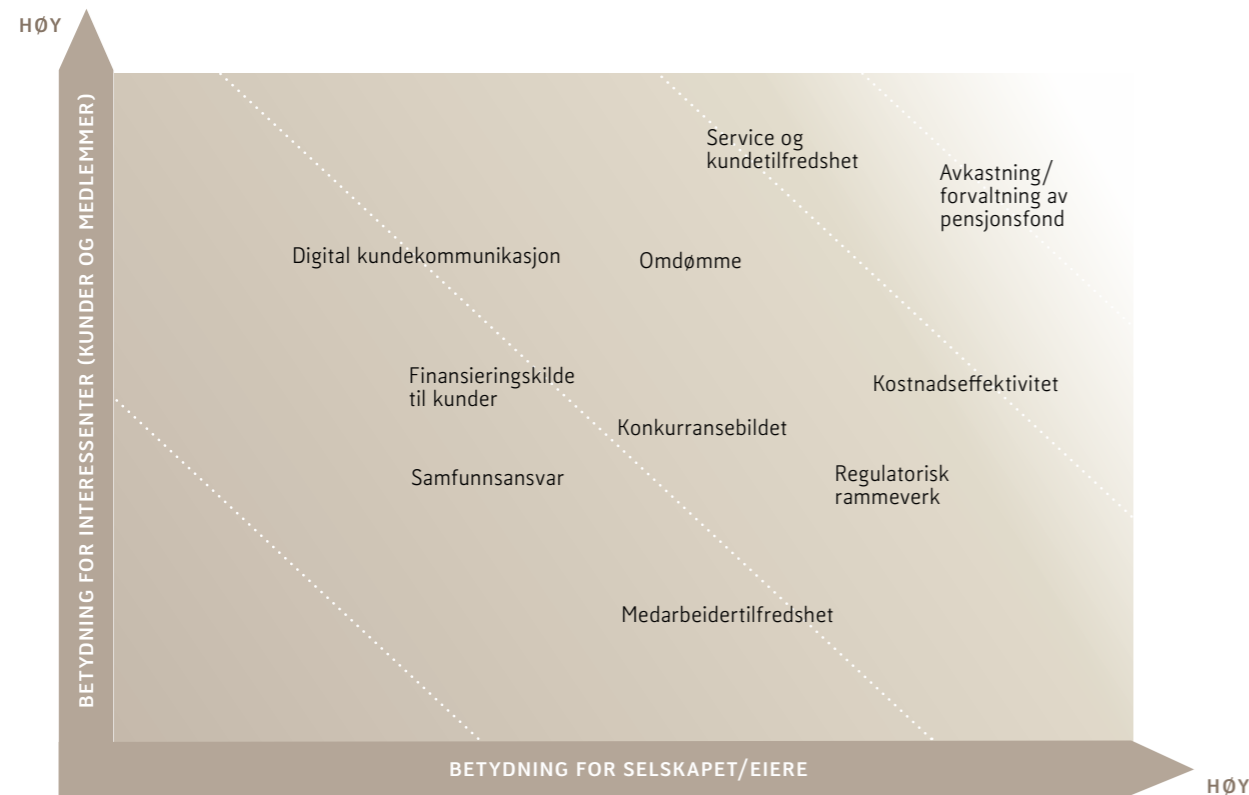 HØY
BETYDNING FOR INTERESSENTER (KUNDER OG MEDLEMMER)
Service og
kundetilfredshet
Avkastning/
forvaltning av
pensjonsfond
Digital kundekommunikasjon
Omdømme
Finansieringskilde
til kunder
Kostnadseffektivitet
Konkurransebildet
Samfunnsansvar
Regulatorisk
rammeverk
Medarbeidertilfredshet
BETYDNING FOR SELSKAPET/EIERE
HØY